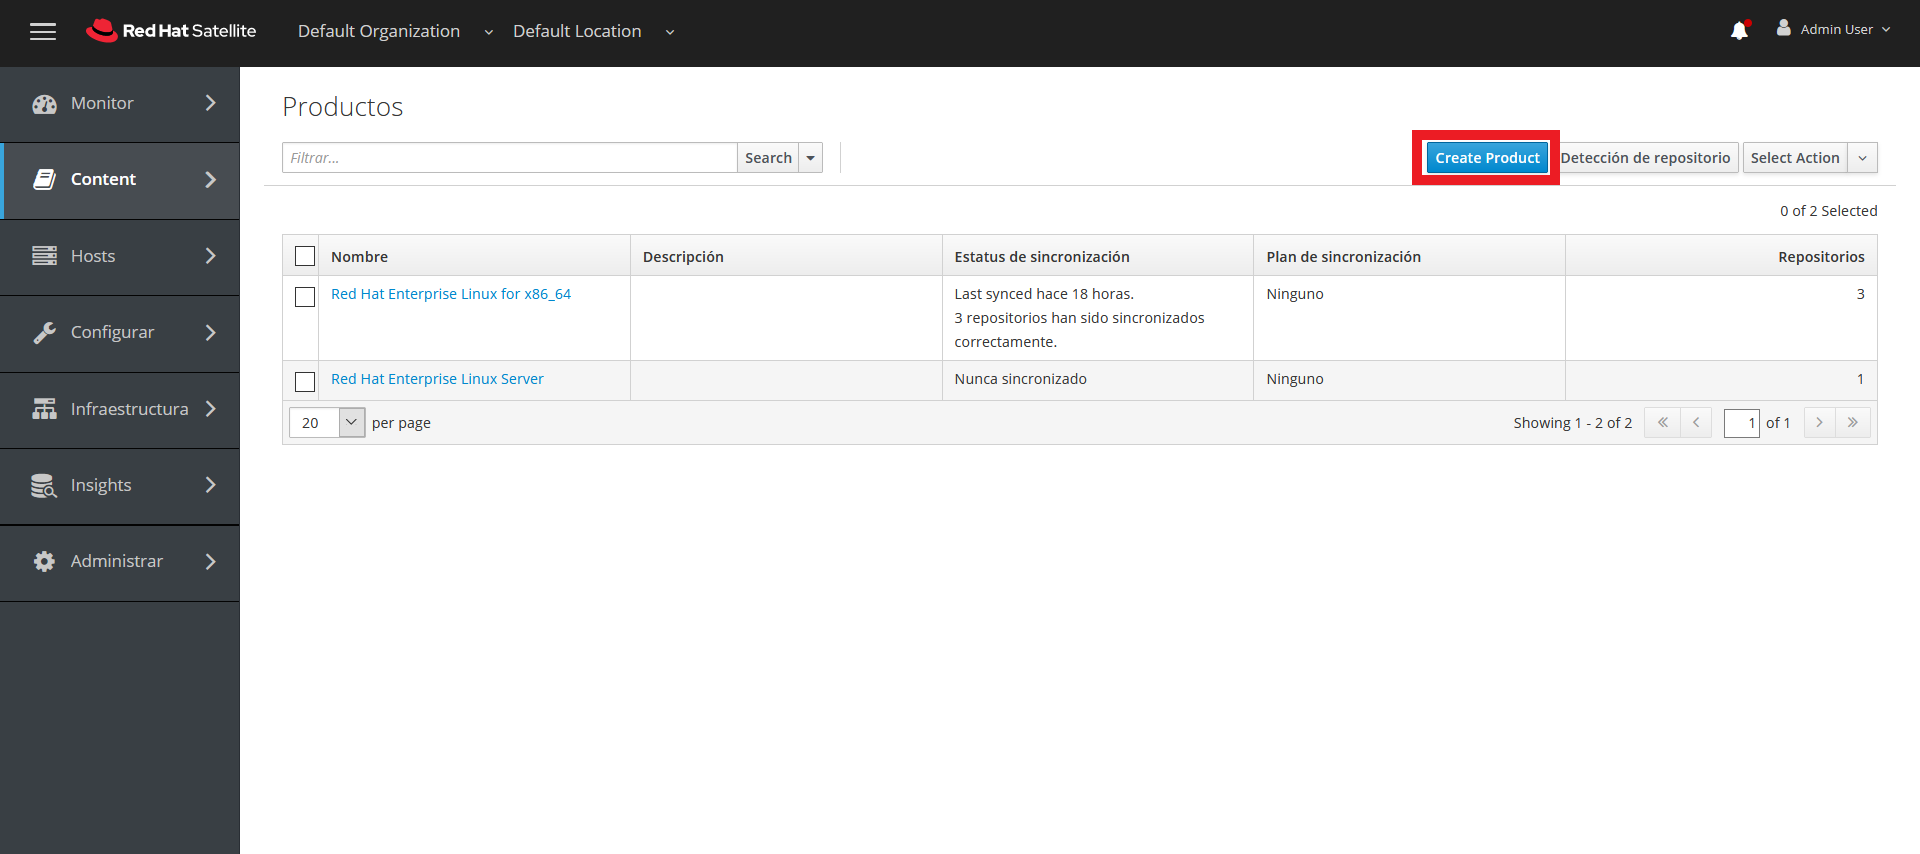 Red Hat Satellite
Default Organization
Default Location
Admin User
Monitor
Content
Hosts
Configurar
Infraestructura
Insights
Administrar
Productos
Filtrar...
Search
Create Product
Detección de repositorio
Select Action
0 of 2 Selected
Nombre Descripción Estatus de sincronización Plan de sincronización Repositorios
Red Hat Enterprise Linux for x86_64
Last synced hace 18 horas.
3 repositorios han sido sincronizados
correctamente.
Ninguno
3
Red Hat Enterprise Linux Server
Nunca sincronizado
Ninguno
1
20 per page
Showing 1 - 2 of 2
1 of 1